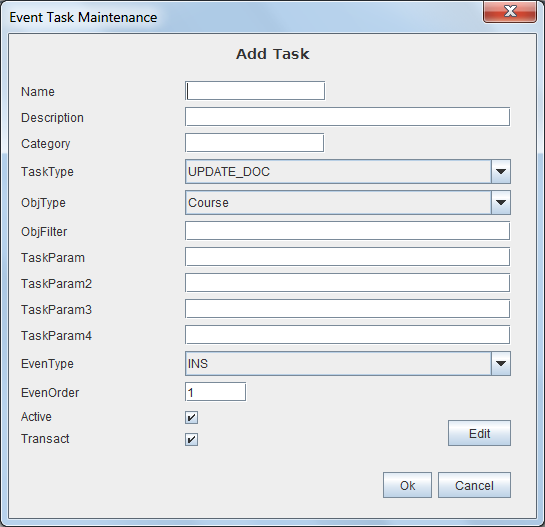 Event Task Maintenance
Add Task
Name
Description
Category
TaskType UPDATE_DOC
ObjType Course
ObjFilter
TaskParam
TaskParam2
TaskParam3
TaskParam4
EvenType INS
EvenOrder 1
Active
Transact
Edit
Ok Cancel